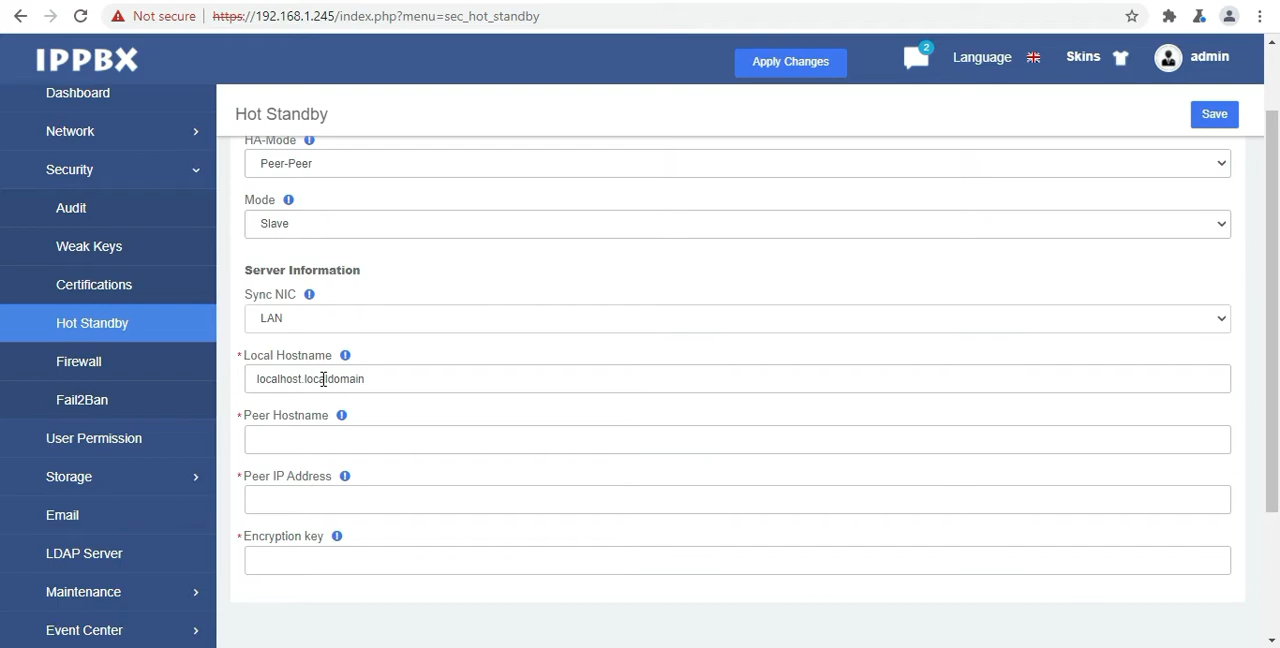 Not secure | https://192.168.1.245/index.php?menu=sec_hot_standby
IPPBX
Apply Changes
2
Language
Skins
admin
Dashboard
Network
Security
Audit
Weak Keys
Certifications
Hot Standby
Firewall
Fail2Ban
User Permission
Storage
Email
LDAP Server
Maintenance
Event Center
Hot Standby
Save
HA-Mode
Peer-Peer
Mode
Slave
Server Information
Sync NIC
LAN
*Local Hostname
localhost.localdomain
*Peer Hostname
*Peer IP Address
*Encryption key